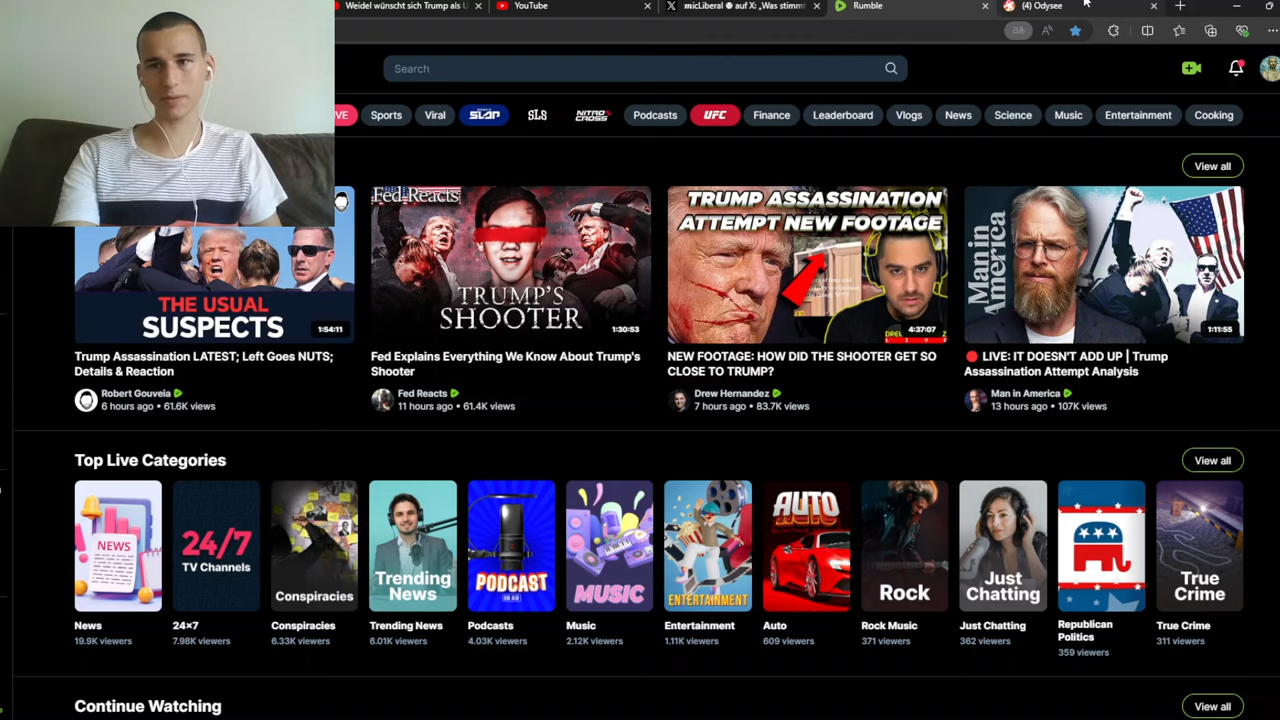 Weidel wünscht sich Trump als U
YouTube
micLiberal auf X: „Was stimmt
Rumble
(4) Odysee
Search
VE
Sports
Viral
SLAP
SLS
NITRO CROSS
Podcasts
UFC
Finance
Leaderboard
Vlogs
News
Science
Music
Entertainment
Cooking
View all
THE USUAL
SUSPECTS
1:54:11
Fed Reacts
TRUMP'S
SHOOTER
1:30:53
TRUMP ASSASSINATION
ATTEMPT NEW FOOTAGE
4:37:07
LIVE
Man in
America
1:11:55
Trump Assassination LATEST; Left Goes NUTS;
Details & Reaction
Robert Gouveia
6 hours ago • 61.6K views
Fed Explains Everything We Know About Trump's
Shooter
Fed Reacts
11 hours ago • 61.4K views
NEW FOOTAGE: HOW DID THE SHOOTER GET SO
CLOSE TO TRUMP?
Drew Hernandez
7 hours ago • 83.7K views
🔴 LIVE: IT DOESN'T ADD UP | Trump
Assassination Attempt Analysis
Man in America
13 hours ago • 107K views
Top Live Categories
View all
NEWS
24/7
TV Channels
Conspiracies
Trending
News
PODCAST
ON AIR
MUSIC
ENTERTAINMENT
AUTO
Rock
Just
Chatting
True
Crime
News
19.9K viewers
24×7
7.98K viewers
Conspiracies
6.33K viewers
Trending News
6.01K viewers
Podcasts
4.03K viewers
Music
2.12K viewers
Entertainment
1.11K viewers
Auto
609 viewers
Rock Music
371 viewers
Just Chatting
362 viewers
Republican
Politics
359 viewers
True Crime
311 viewers
Continue Watching
View all